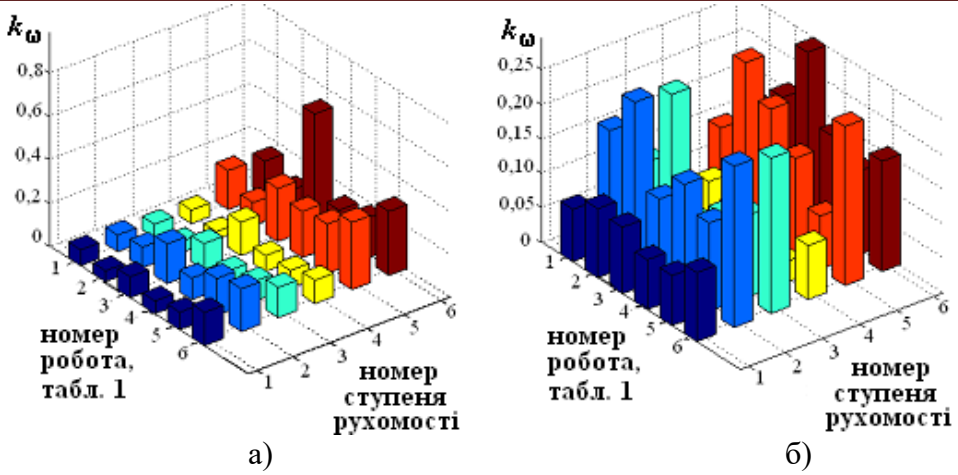 kω
0,8
0,6
0,4
0,2
0
1
2
3
4
5
6
номер
робота,
табл. 1
1
2
3
4
5
6
номер
ступеня
рухомості
а)
kω
0,25
0,20
0,15
0,10
0,05
0
1
2
3
4
5
6
номер
робота,
табл. 1
1
2
3
4
5
6
номер
ступеня
рухомості
б)